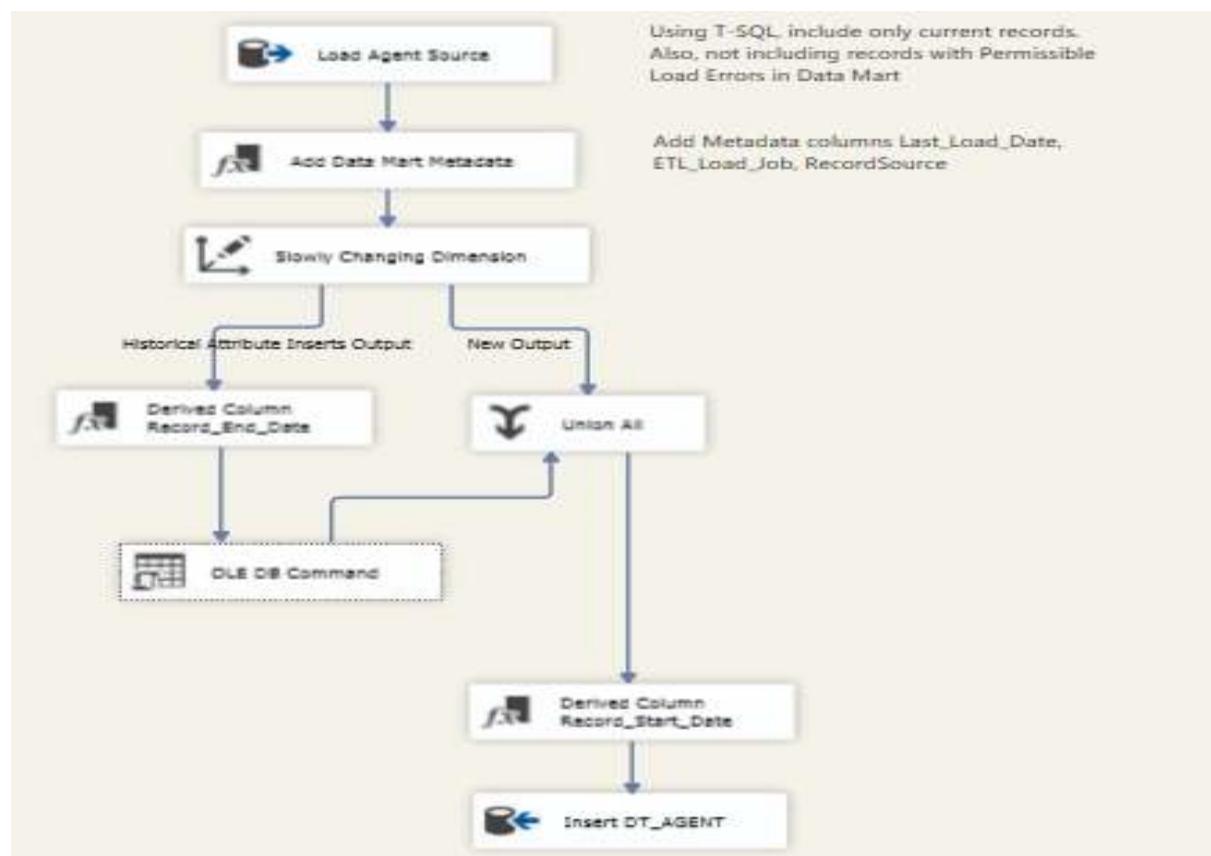 Load Agent Source
Using T-SQL, include only current records.
Also, not including records with Permissible
Load Errors in Data Mart
Add Data Mart Metadata
Add Metadata columns Last_Load_Date,
ETL_Load_Job, RecordSource
Slowly Changing Dimension
Historical Attribute Inserts Output
New Output
Derived Column
Record_End_Date
Union All
OLE DB Command
Derived Column
Record_Start_Date
Insert DT_AGENT